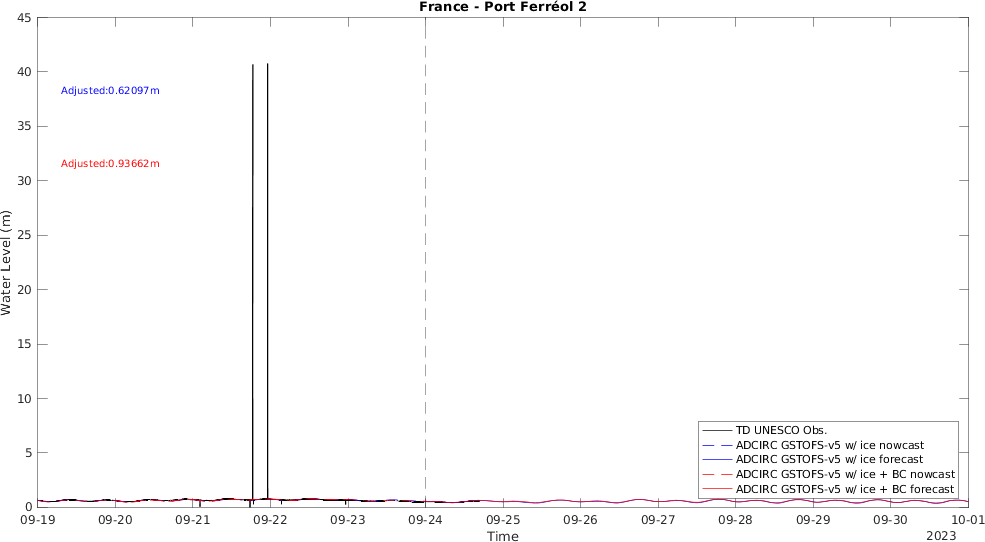 France - Port Ferréol 2
45
40
35
30
25
20
15
10
5
0
Water Level (m)
Adjusted:0.62097m
Adjusted:0.93662m
TD UNESCO Obs.
ADCIRC GSTOFS-v5 w/ ice nowcast
ADCIRC GSTOFS-v5 w/ ice forecast
ADCIRC GSTOFS-v5 w/ ice + BC nowcast
ADCIRC GSTOFS-v5 w/ ice + BC forecast
09-19 09-20 09-21 09-22 09-23 09-24 09-25 09-26 09-27 09-28 09-29 09-30 10-01
Time
2023